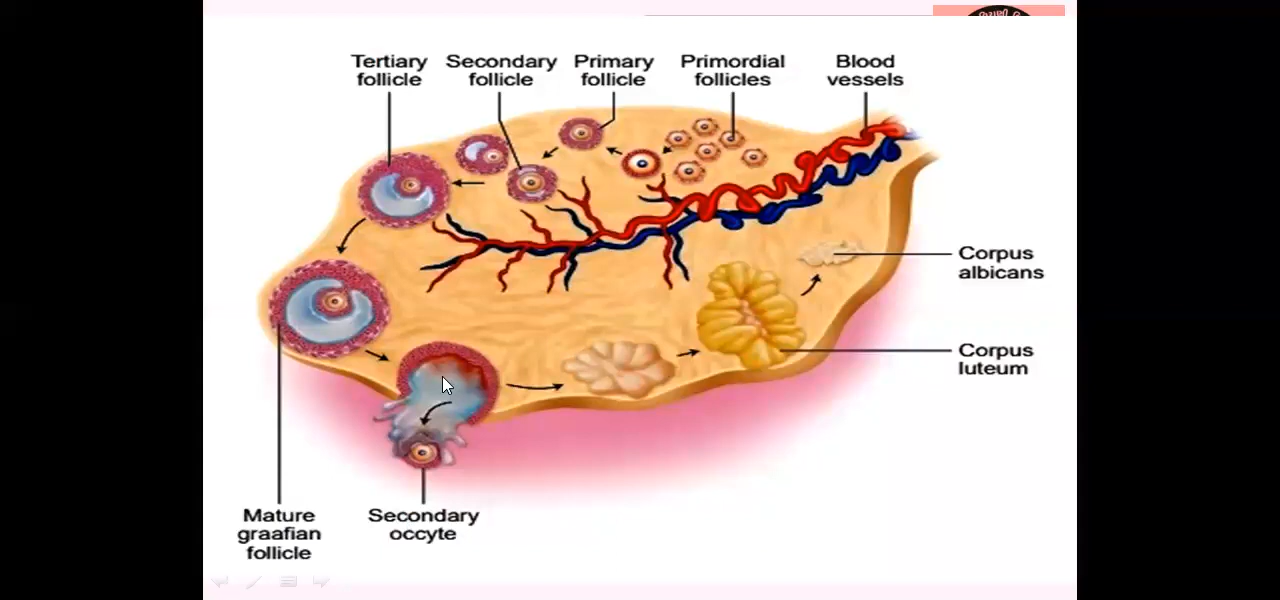 Tertiary
follicle
Secondary
follicle
Primary
follicle
Primordial
follicles
Blood
vessels
Corpus
albicans
Corpus
luteum
Mature
graafian
follicle
Secondary
occyte